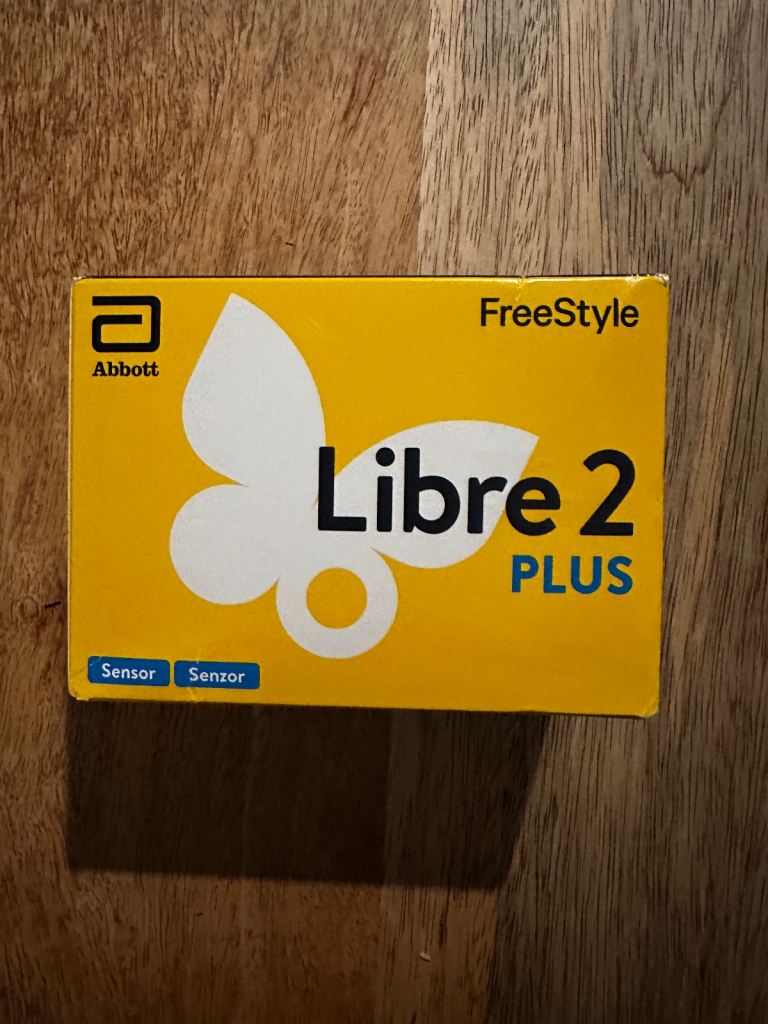 Abbott
FreeStyle
Libre 2
PLUS
Sensor Senzor